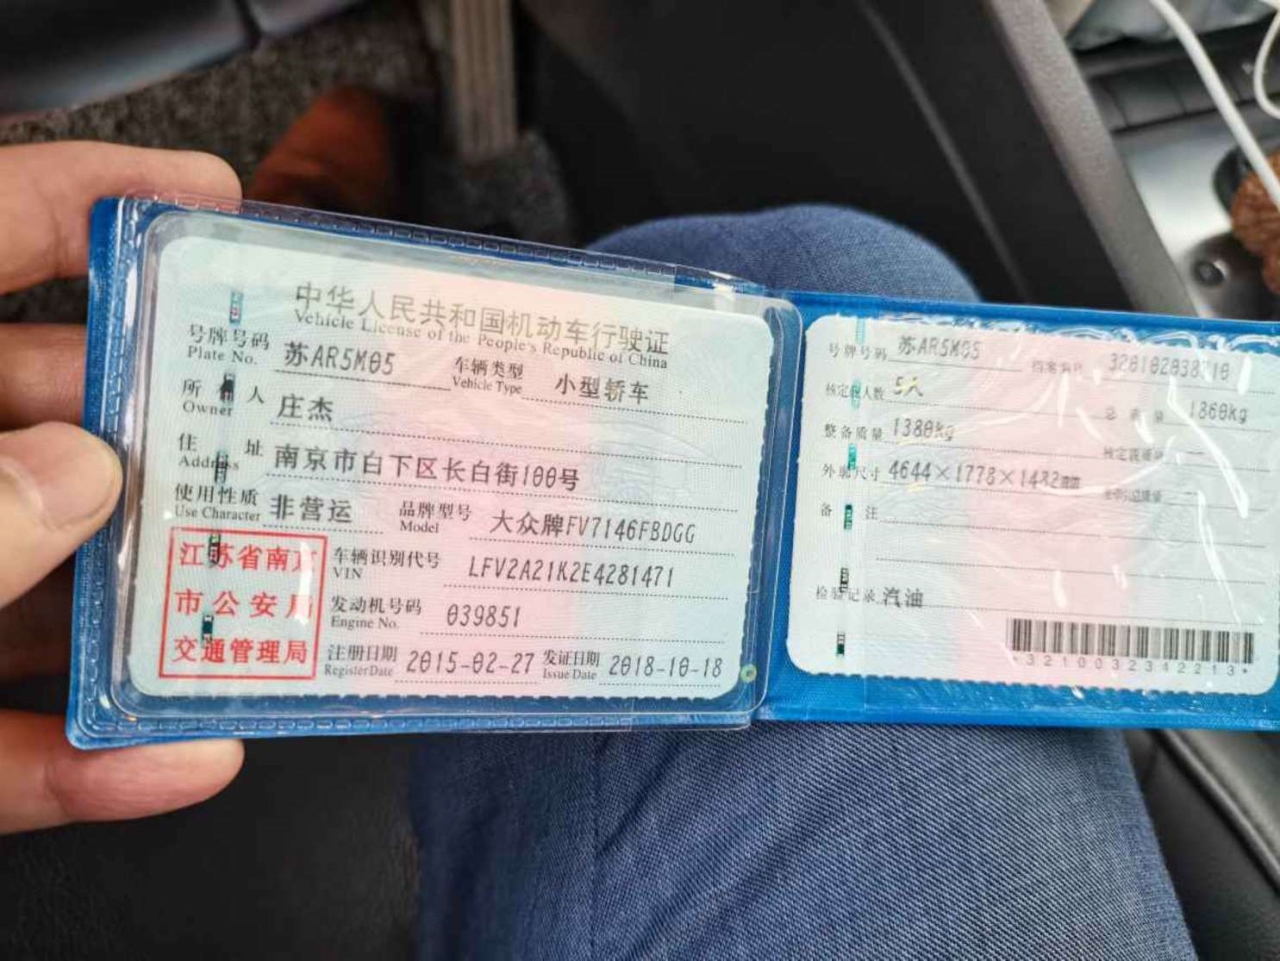 中华人民共和国机动车行驶证
Vehicle License of the People's Republic of China
号牌号码 苏AR5M05 车辆类型 小型轿车
Plate No. Vehicle Type
所有人 庄杰
Owner
住址 南京市白下区长白街100号
Address
使用性质 非营运 品牌型号 大众牌FV7146FBDGG
Use Character Model
江苏省南京
市公安局
交通管理局
车辆识别代号 LFV2A21K2E4281471
VIN
发动机号码 039851
Engine No.
注册日期 2015-02-27 发证日期 2018-10-18
Register Date Issue Date
号牌号码 苏AR5M05 档案编号
核定载人数 5人 总质量 1860kg
整备质量 1380kg 核定载质量 —
外廓尺寸 4644×1778×1482mm —
备注
检验记录 汽油
*3210032342213*